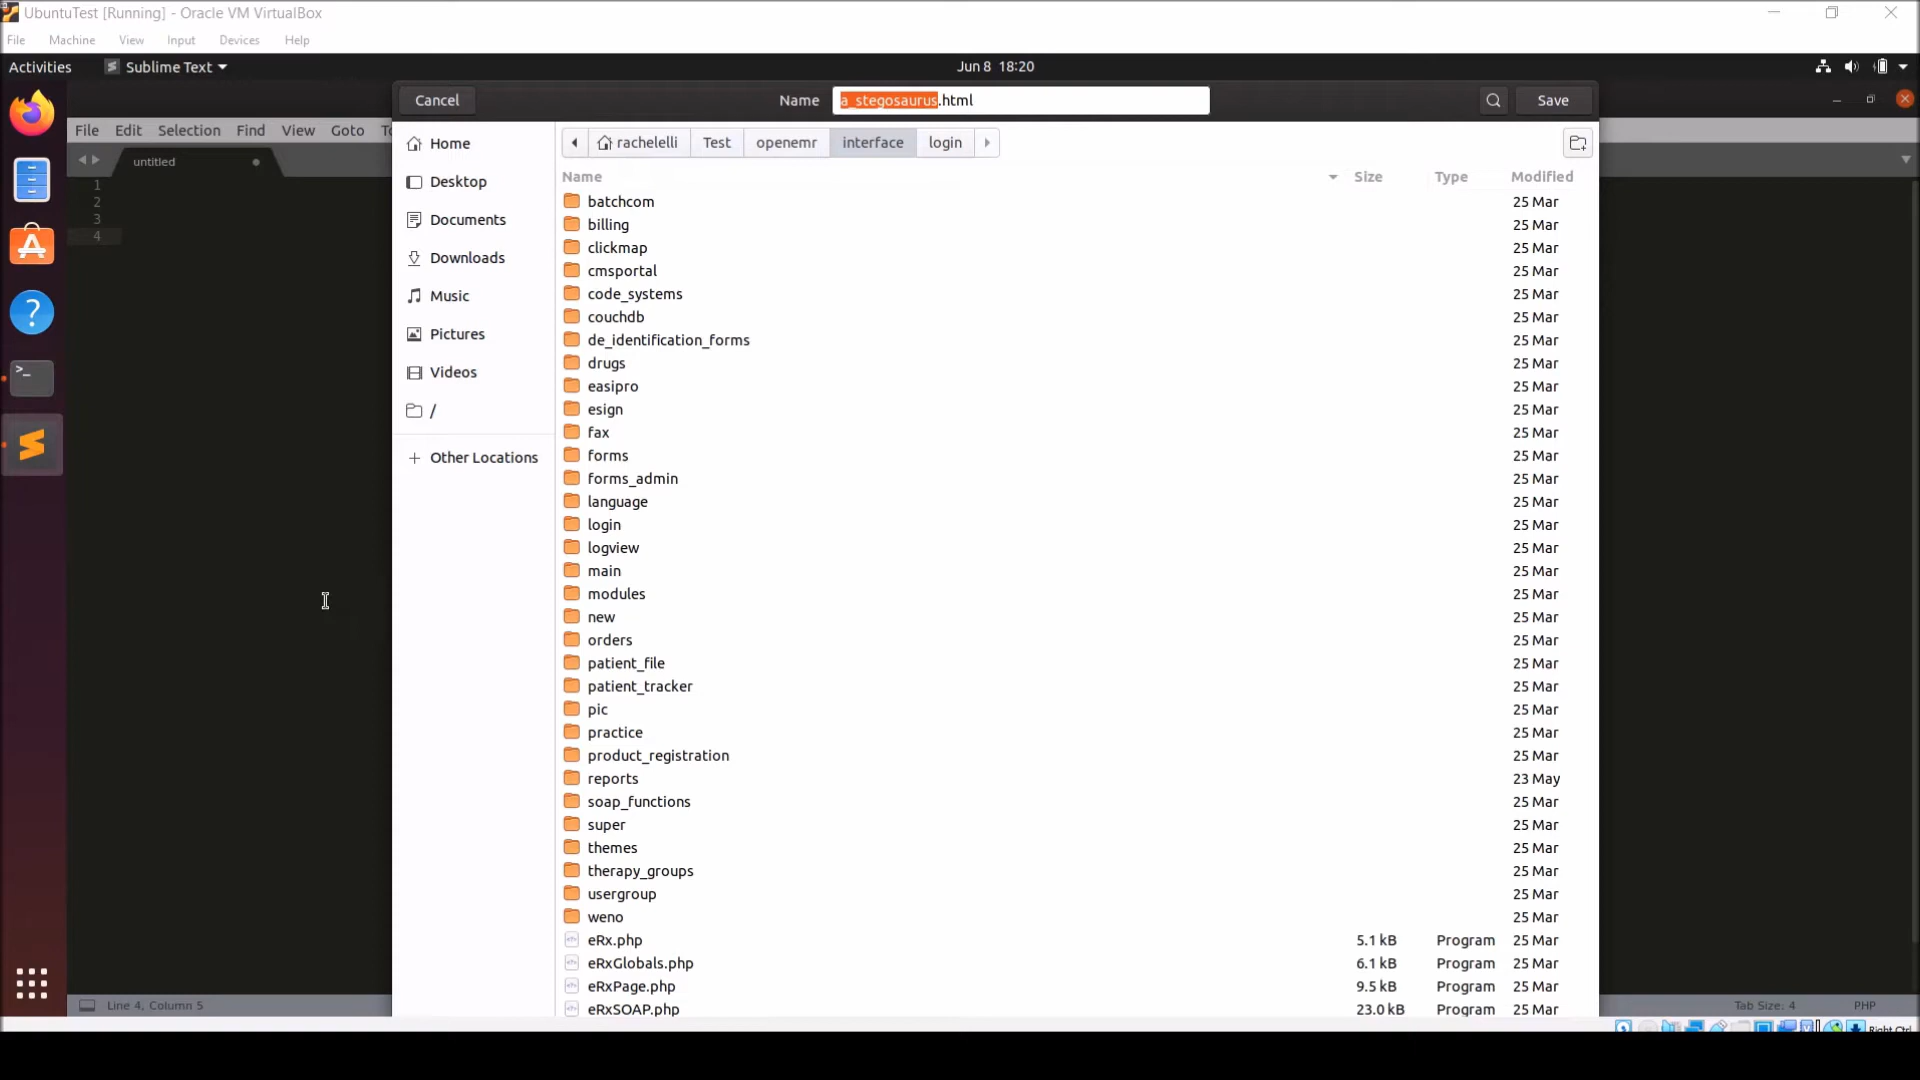 UbuntuTest [Running] - Oracle VM VirtualBox
File Machine View Input Devices Help
Activities Sublime Text Jun 8 18:20
Cancel Name a_stegosaurus.html Save
File Edit Selection Find View Goto
untitled
1
2
3
4
Home
Desktop
Documents
Downloads
Music
Pictures
Videos
/
Other Locations
rachelelli Test openemr interface login
Name Size Type Modified
batchcom 25 Mar
billing 25 Mar
clickmap 25 Mar
cmsportal 25 Mar
code_systems 25 Mar
couchdb 25 Mar
de_identification_forms 25 Mar
drugs 25 Mar
easipro 25 Mar
esign 25 Mar
fax 25 Mar
forms 25 Mar
forms_admin 25 Mar
language 25 Mar
login 25 Mar
logview 25 Mar
main 25 Mar
modules 25 Mar
new 25 Mar
orders 25 Mar
patient_file 25 Mar
patient_tracker 25 Mar
pic 25 Mar
practice 25 Mar
product_registration 25 Mar
reports 23 May
soap_functions 25 Mar
super 25 Mar
themes 25 Mar
therapy_groups 25 Mar
usergroup 25 Mar
weno 25 Mar
eRx.php 5.1 kB Program 25 Mar
eRxGlobals.php 6.1 kB Program 25 Mar
eRxPage.php 9.5 kB Program 25 Mar
eRxSOAP.php 23.0 kB Program 25 Mar
Line 4, Column 5 Tab Size: 4 PHP
Right Ctrl